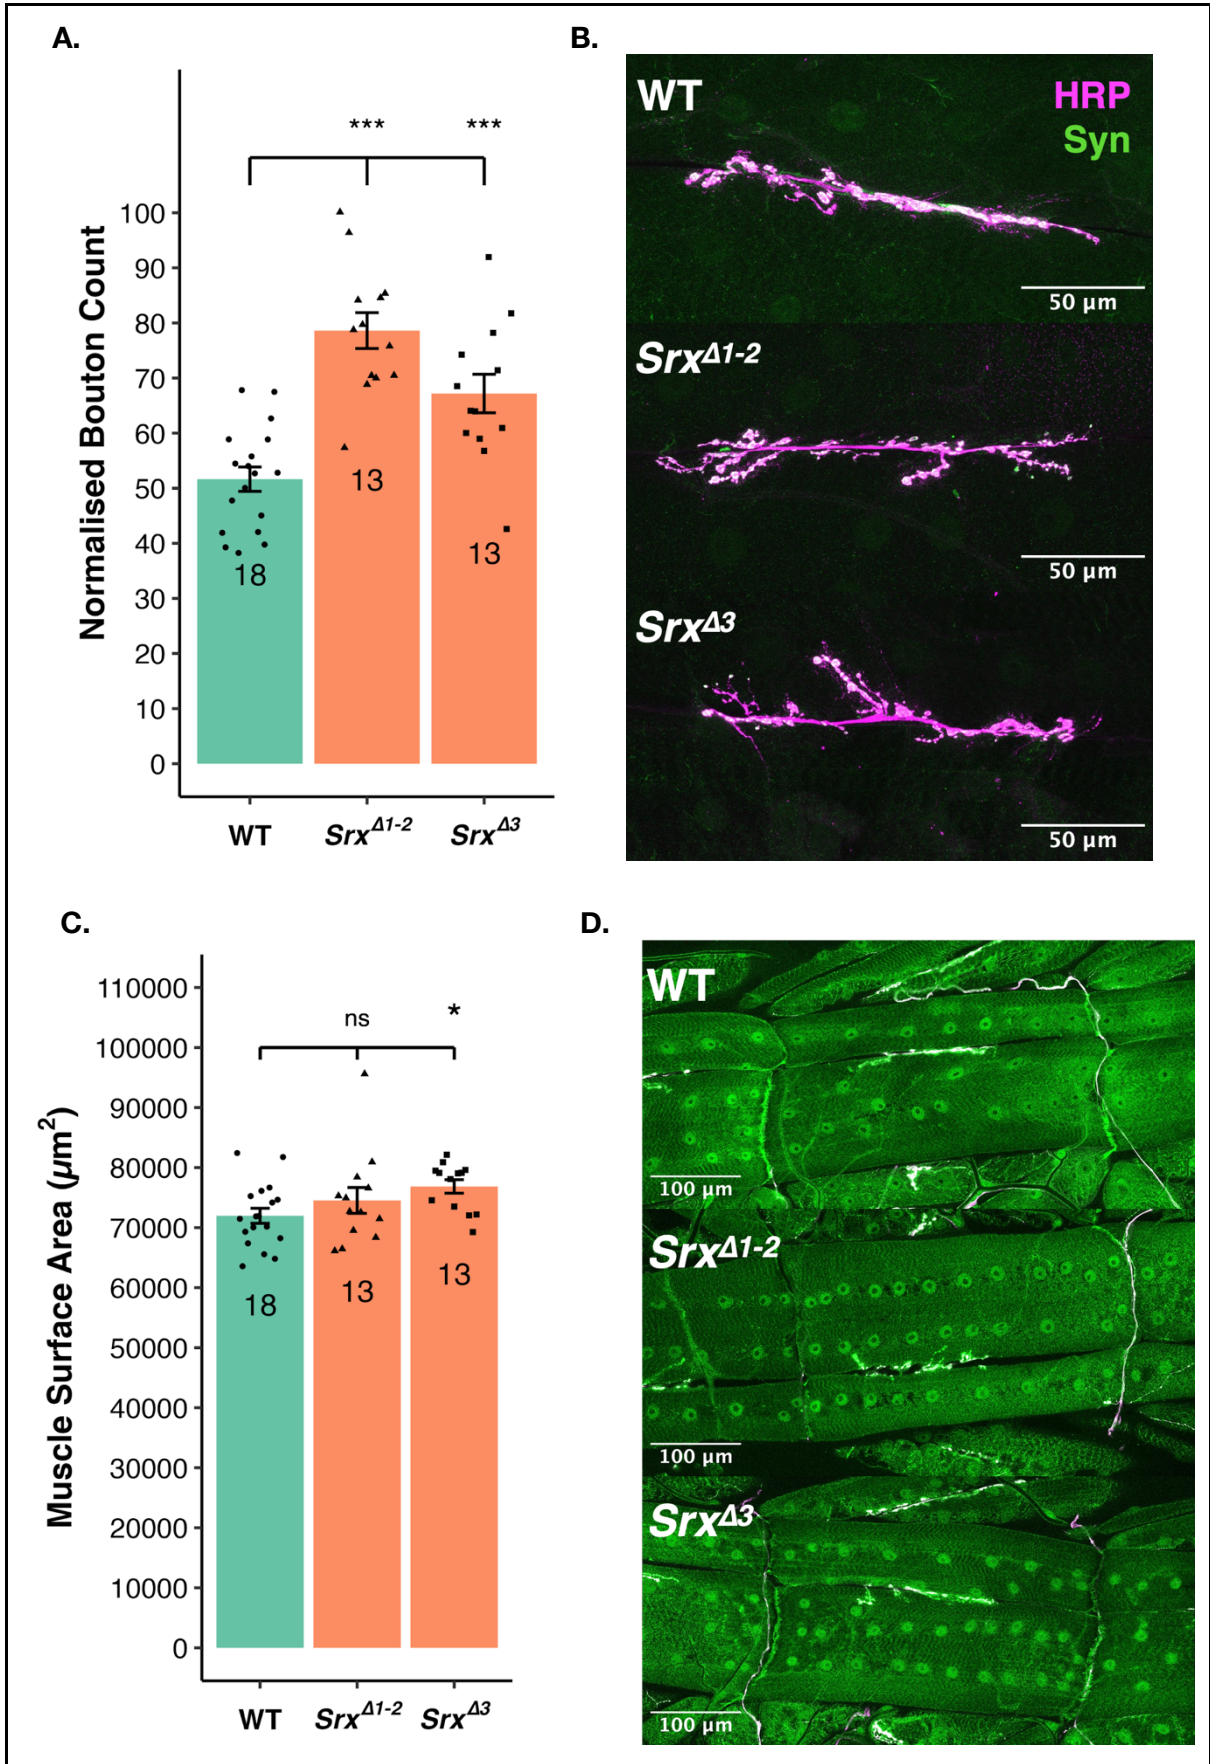 A.
***
***
Normalised Bouton Count
100
90
80
70
60
50
40
30
20
10
0
18
13
13
WT
SrxΔ1-2
SrxΔ3
B.
WT
HRP
Syn
50 µm
SrxΔ1-2
50 µm
SrxΔ3
50 µm
C.
ns
*
Muscle Surface Area (µm²)
110000
100000
90000
80000
70000
60000
50000
40000
30000
20000
10000
0
18
13
13
WT
SrxΔ1-2
SrxΔ3
D.
WT
100 µm
SrxΔ1-2
100 µm
SrxΔ3
100 µm